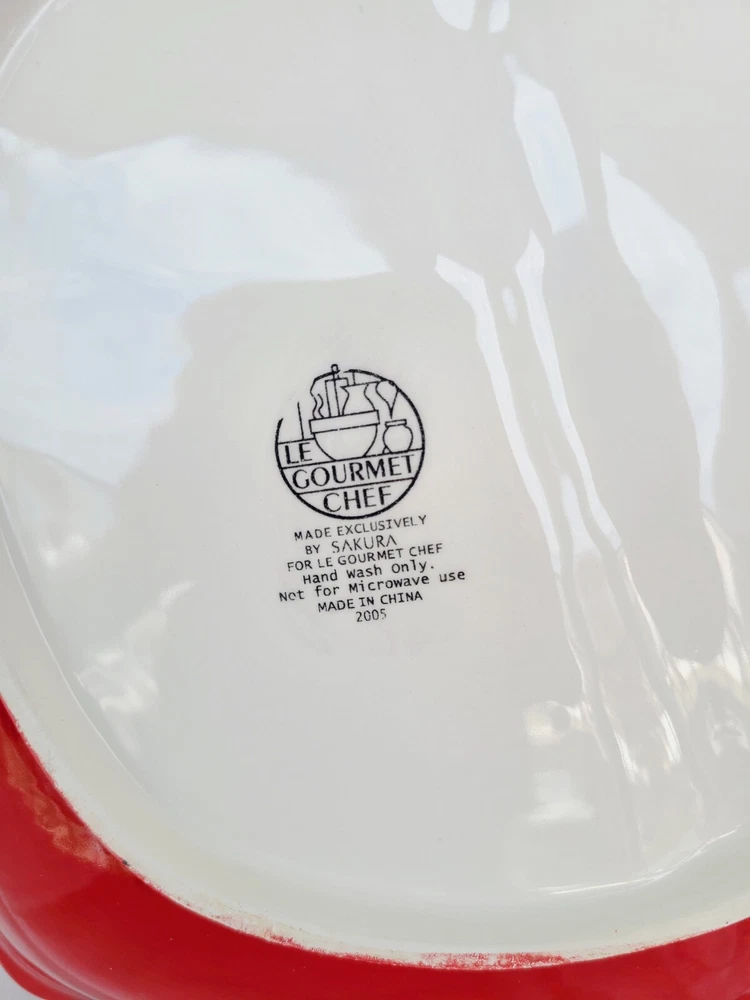 LE
GOURMET
CHEF
MADE EXCLUSIVELY
BY SAKURA
FOR LE GOURMET CHEF
Hand Wash Only.
Not for Microwave use
MADE IN CHINA
2005